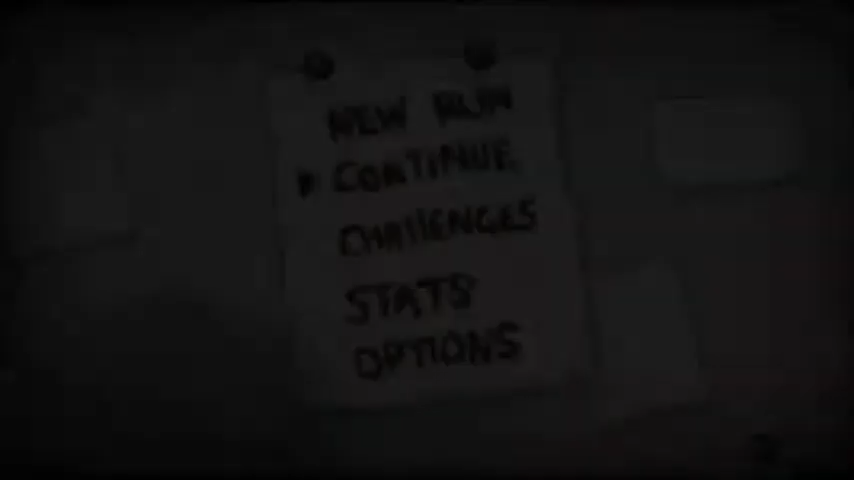 NEW RUN
CONTINUE
CHALLENGES
STATS
OPTIONS